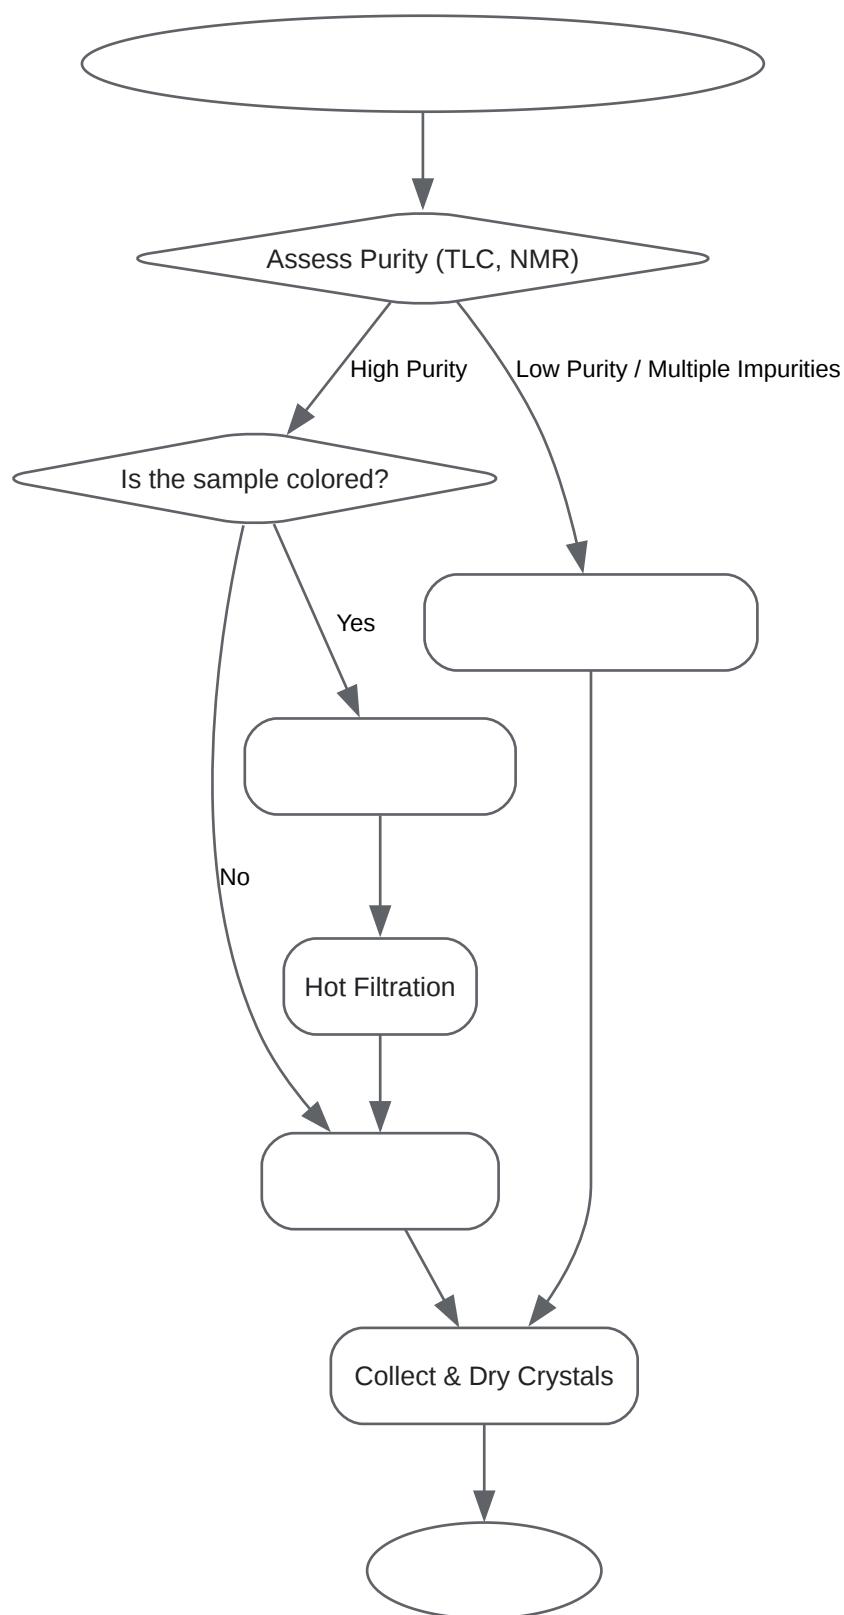 Assess Purity (TLC, NMR)
High Purity
Low Purity / Multiple Impurities
Is the sample colored?
Yes
No
Hot Filtration
Collect & Dry Crystals